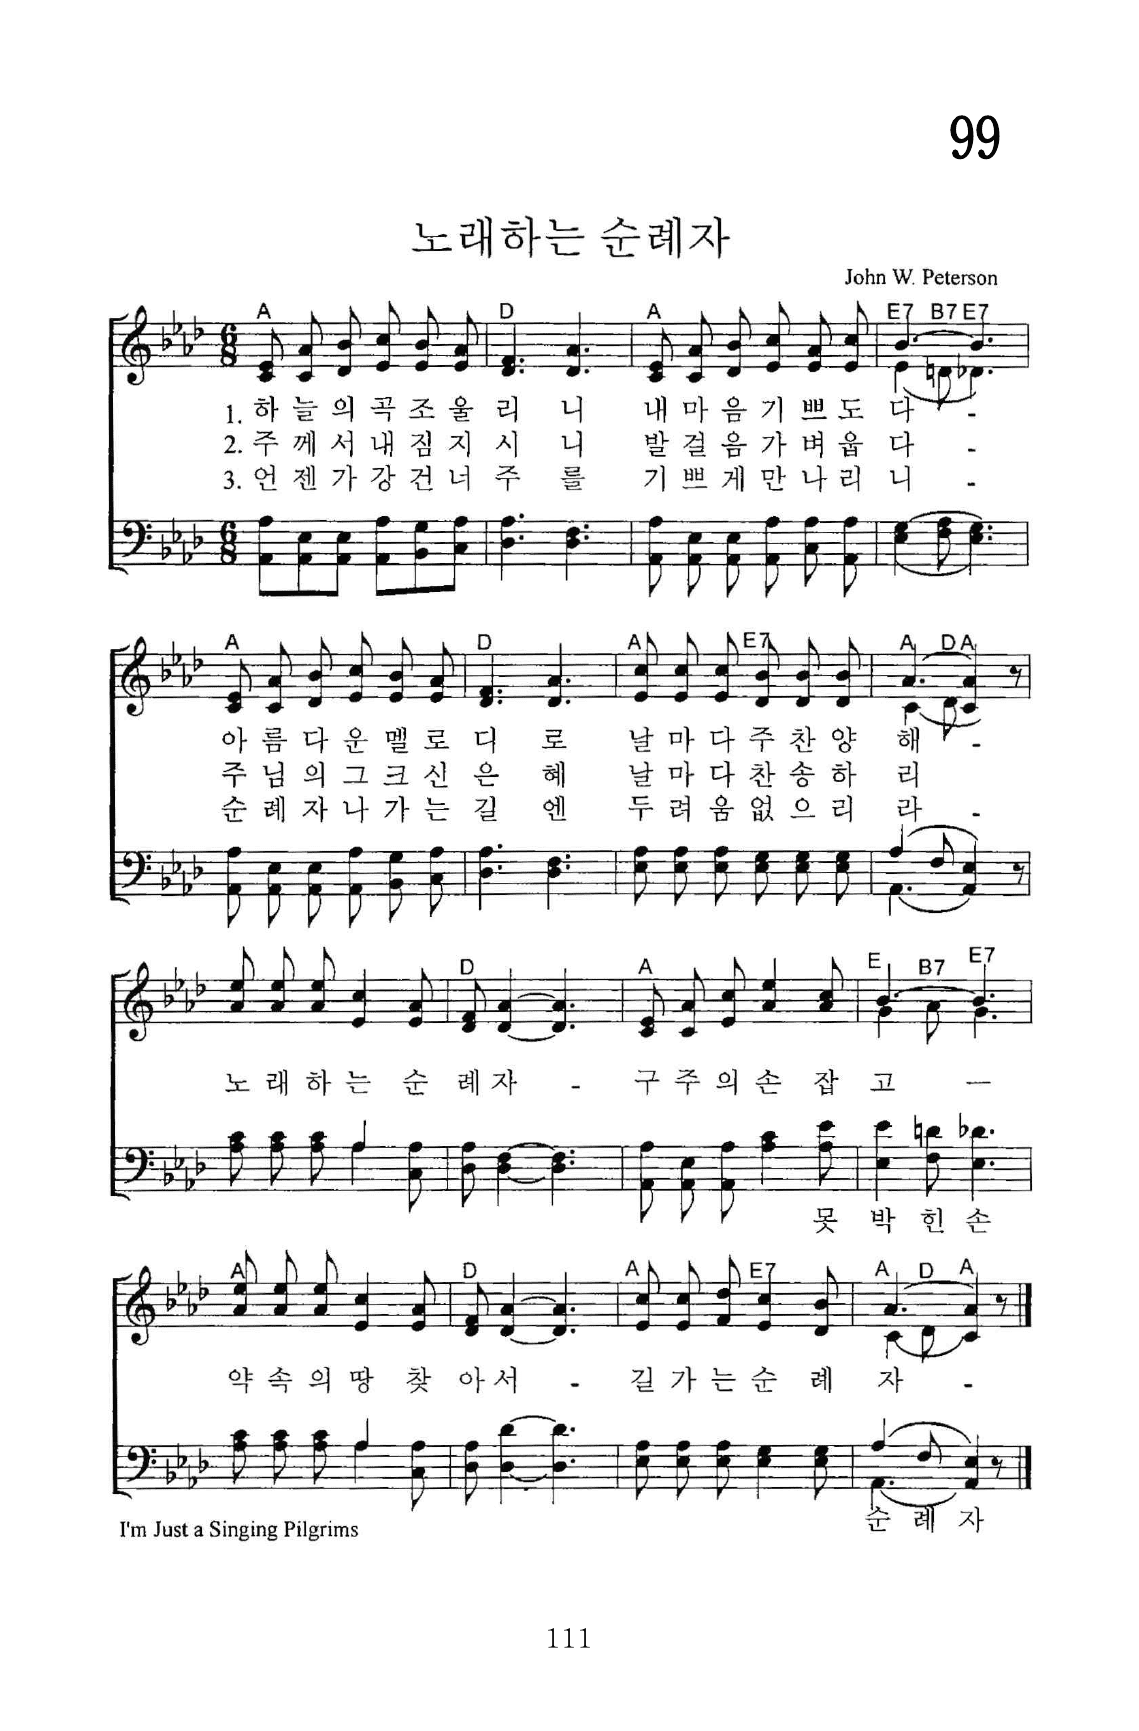 99
노래하는 순례자
John W. Peterson
A D A E7 B7 E7
1. 하 늘 의 곡 조 울 리 니 내 마 음 기 쁘 도 다 -
2. 주 께 서 내 짐 지 시 니 발 걸 음 가 벼 웁 다 -
3. 언 젠 가 강 건 너 주 를 기 쁘 게 만 나 리 니 -
A D A E7 A D A
아 름 다 운 멜 로 디 로 날 마 다 주 찬 양 해 -
주 님 의 그 크 신 은 혜 날 마 다 찬 송 하 리
순 례 자 나 가 는 길 엔 두 려 움 없 으 리 라 -
D A E B7 E7
노 래 하 는 순 례 자 - 구 주 의 손 잡 고 —
못 박 힌 손
A D A E7 A D A
약 속 의 땅 찾 아 서 - 길 가 는 순 례 자 -
순 례 자
I'm Just a Singing Pilgrims
111